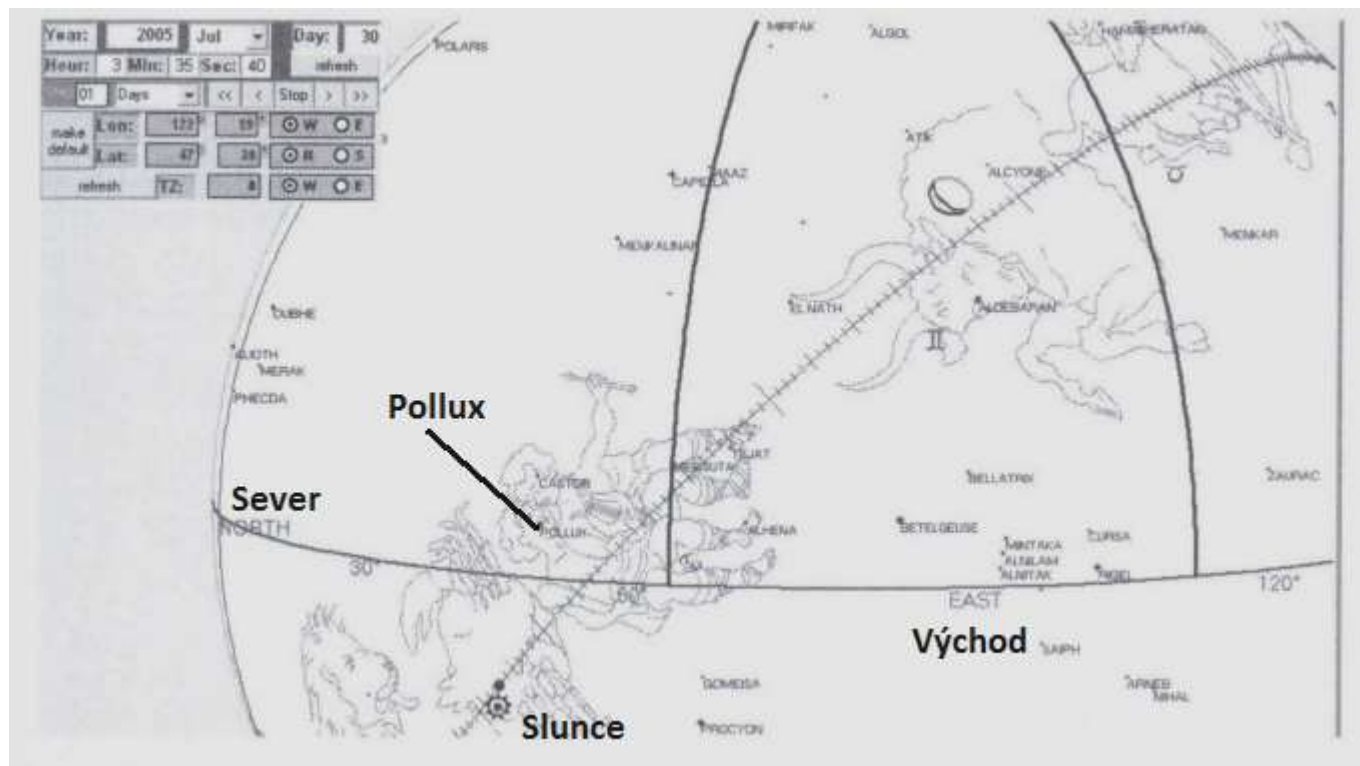 Year: 2005 Jul Day: 30
Hour: 3 Min: 35 Sec: 40 refresh
01 Days << < Stop > >>
make default
Lon: 122° W E
Lat: 47° S
refresh TZ: 8 W E
POLARIS
MIRFAK
ALGOL
ATIK
ALCYONE
CAPELLA
MENKALINAN
MENKAR
ELNATH
ALDEBARAN
DUBHE
ALIOTH
MERAK
PHECDA
Pollux
CASTOR
POLLUX
MEBSUTA
ALHENA
BELLATRIX
ZAURAC
BETELGEUSE
MINTAKA
ALNILAM
ALNITAK
CURSA
RIGEL
Sever
NORTH
30°
60°
EAST
120°
Východ
SAIPH
GOMEISA
ARNEB
NIHAL
Slunce
PROCYON